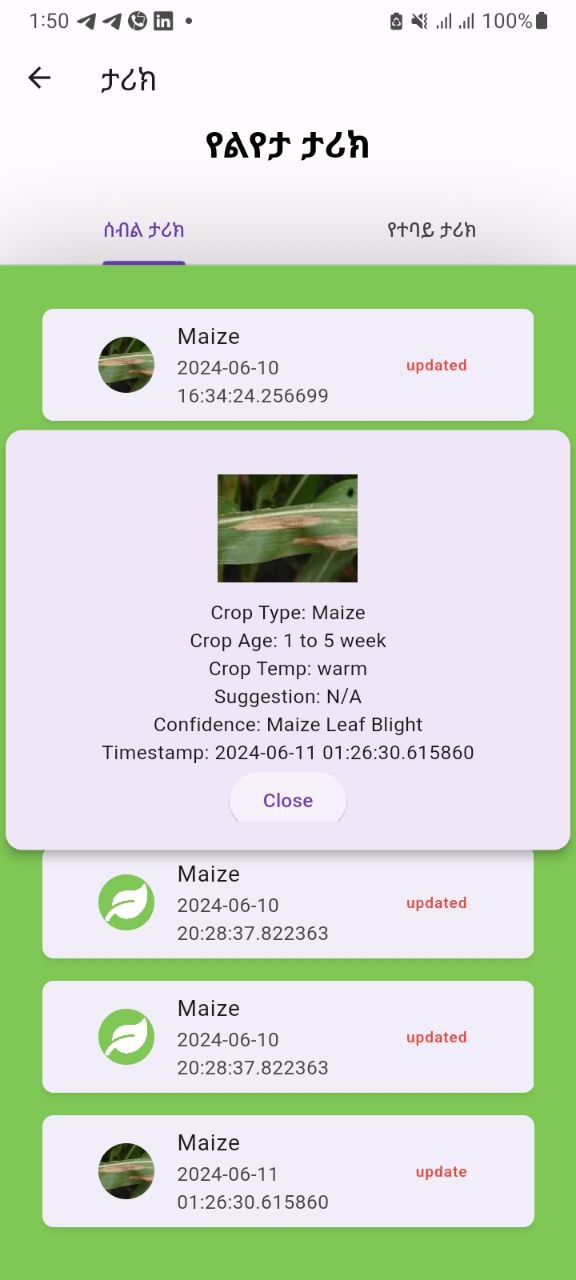 1:50 100%
ታሪክ
የልየታ ታሪክ
ሰብል ታሪክ የተባይ ታሪክ
Maize
2024-06-10
16:34:24.256699
updated
Crop Type: Maize
Crop Age: 1 to 5 week
Crop Temp: warm
Suggestion: N/A
Confidence: Maize Leaf Blight
Timestamp: 2024-06-11 01:26:30.615860
Close
Maize
2024-06-10
20:28:37.822363
updated
Maize
2024-06-10
20:28:37.822363
updated
Maize
2024-06-11
01:26:30.615860
update